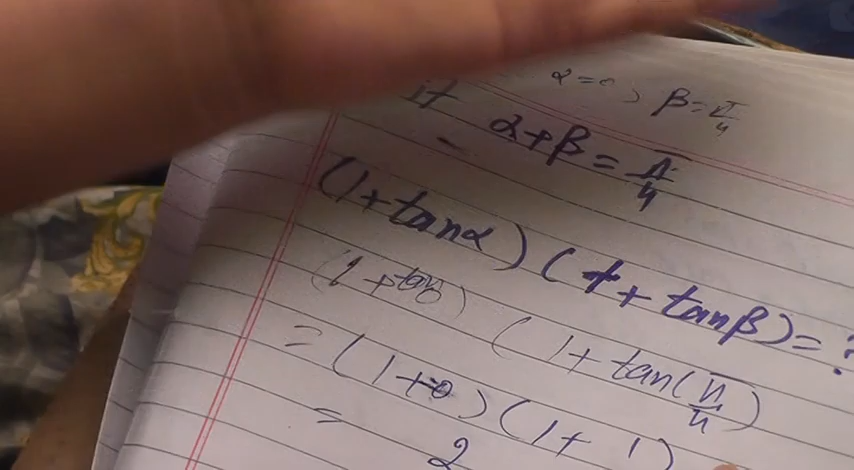 α = 0 , β = π/4
if α + β = π/4
(1 + tanα) (1 + tanβ) = ?
(1 + tan0) (1 + tan(π/4))
= (1 + 0) (1 + 1)
= 2